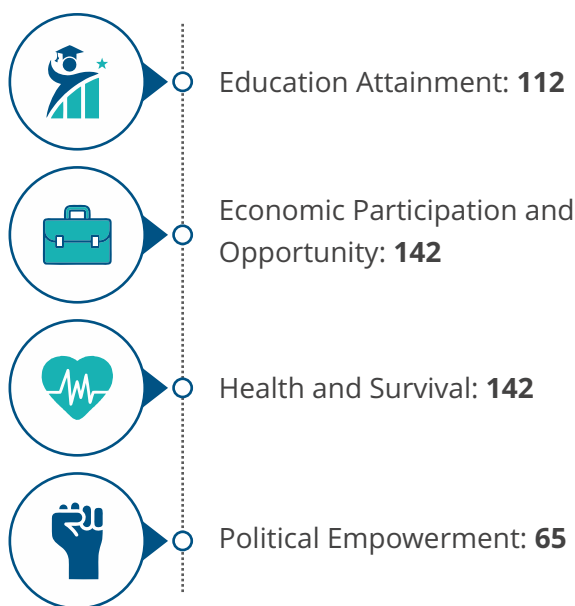 Education Attainment: 112
Economic Participation and
Opportunity: 142
Health and Survival: 142
Political Empowerment: 65